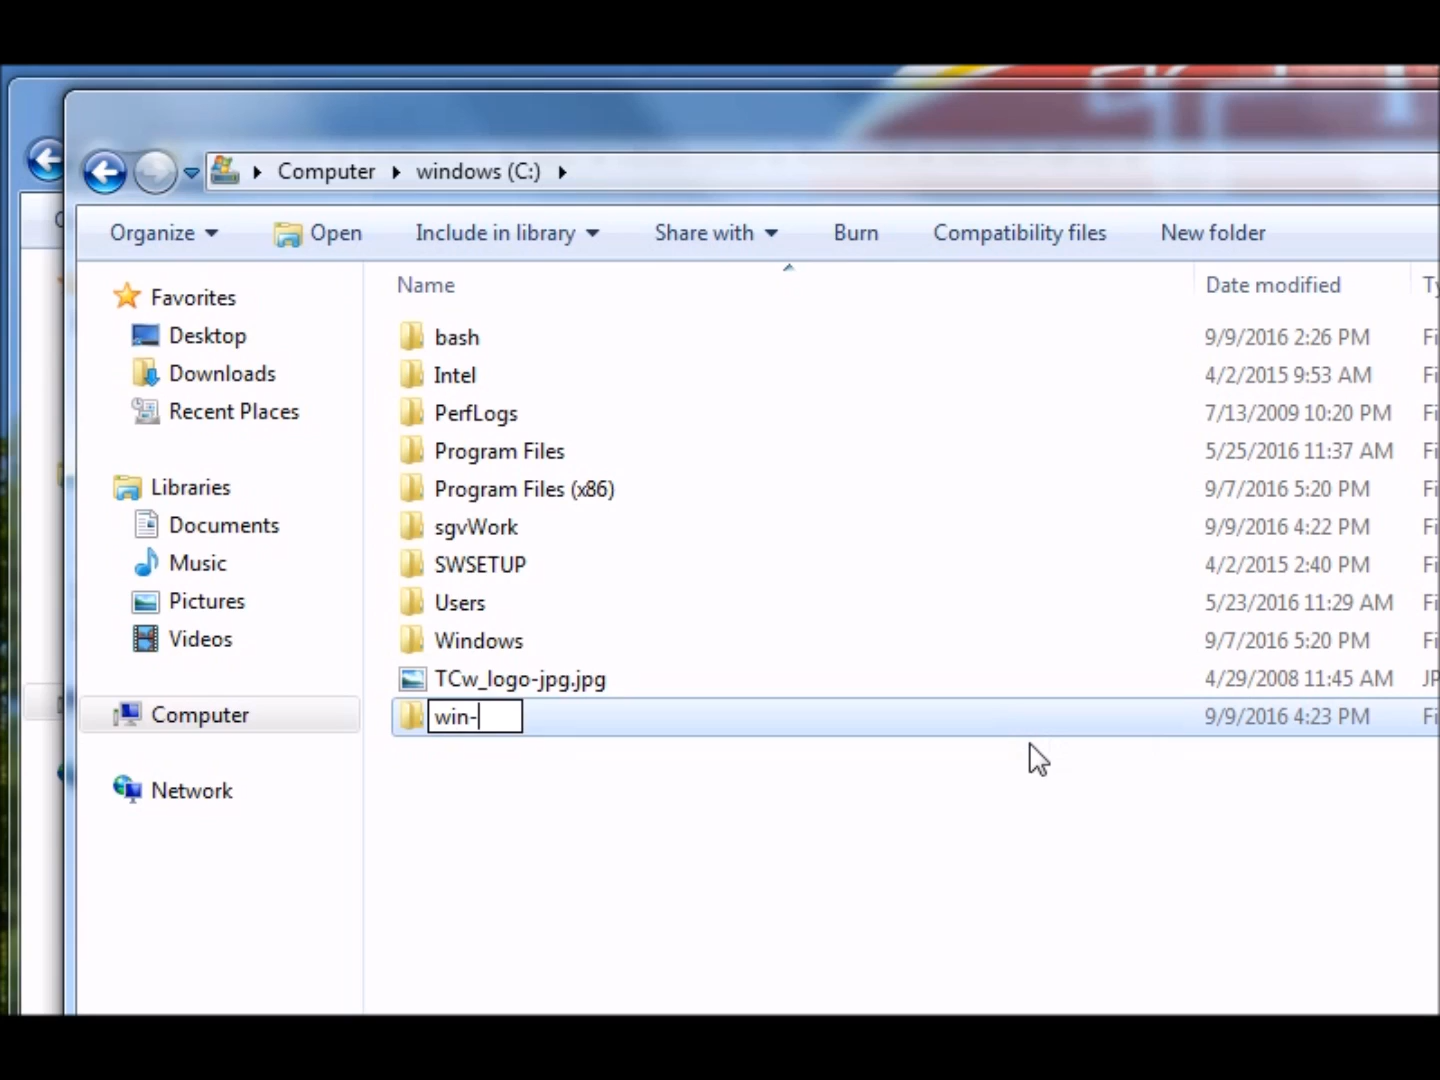 Computer windows (C:)
Organize Open Include in library Share with Burn Compatibility files New folder
Name Date modified
Favorites
Desktop
Downloads
Recent Places
Libraries
Documents
Music
Pictures
Videos
Computer
Network
bash 9/9/2016 2:26 PM
Intel 4/2/2015 9:53 AM
PerfLogs 7/13/2009 10:20 PM
Program Files 5/25/2016 11:37 AM
Program Files (x86) 9/7/2016 5:20 PM
sgvWork 9/9/2016 4:22 PM
SWSETUP 4/2/2015 2:40 PM
Users 5/23/2016 11:29 AM
Windows 9/7/2016 5:20 PM
TCw_logo-jpg.jpg 4/29/2008 11:45 AM
win- 9/9/2016 4:23 PM